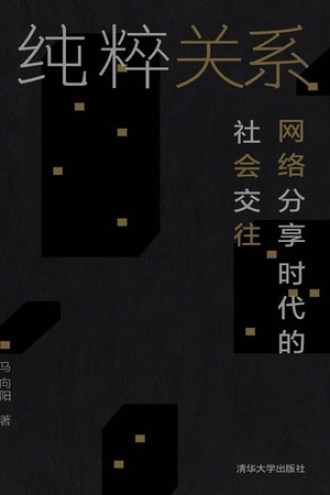 纯粹关系
网络分享时代的
社会交往
马向阳 著
清华大学出版社